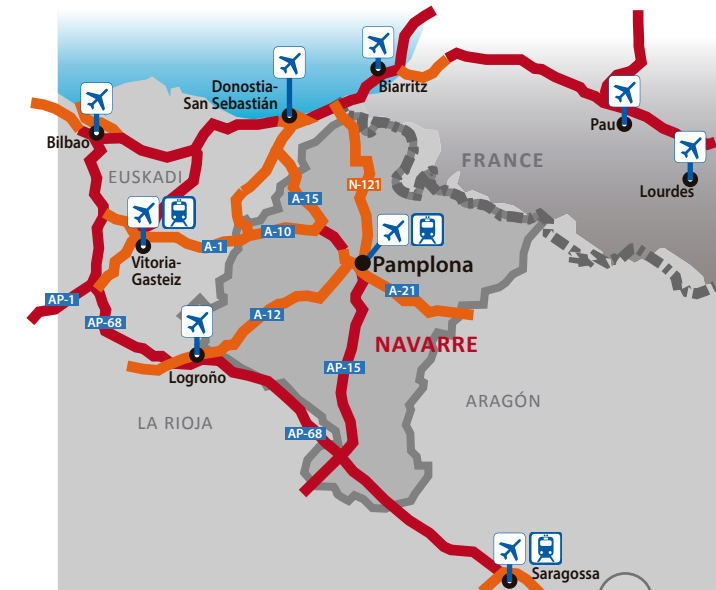 Donostia-
San Sebastián
Biarritz
Bilbao
Pau
FRANCE
EUSKADI
Lourdes
N-121
A-15
A-10
A-1
Vitoria-
Gasteiz
Pamplona
A-21
AP-1
A-12
AP-68
NAVARRE
AP-15
Logroño
ARAGÓN
LA RIOJA
AP-68
Saragossa